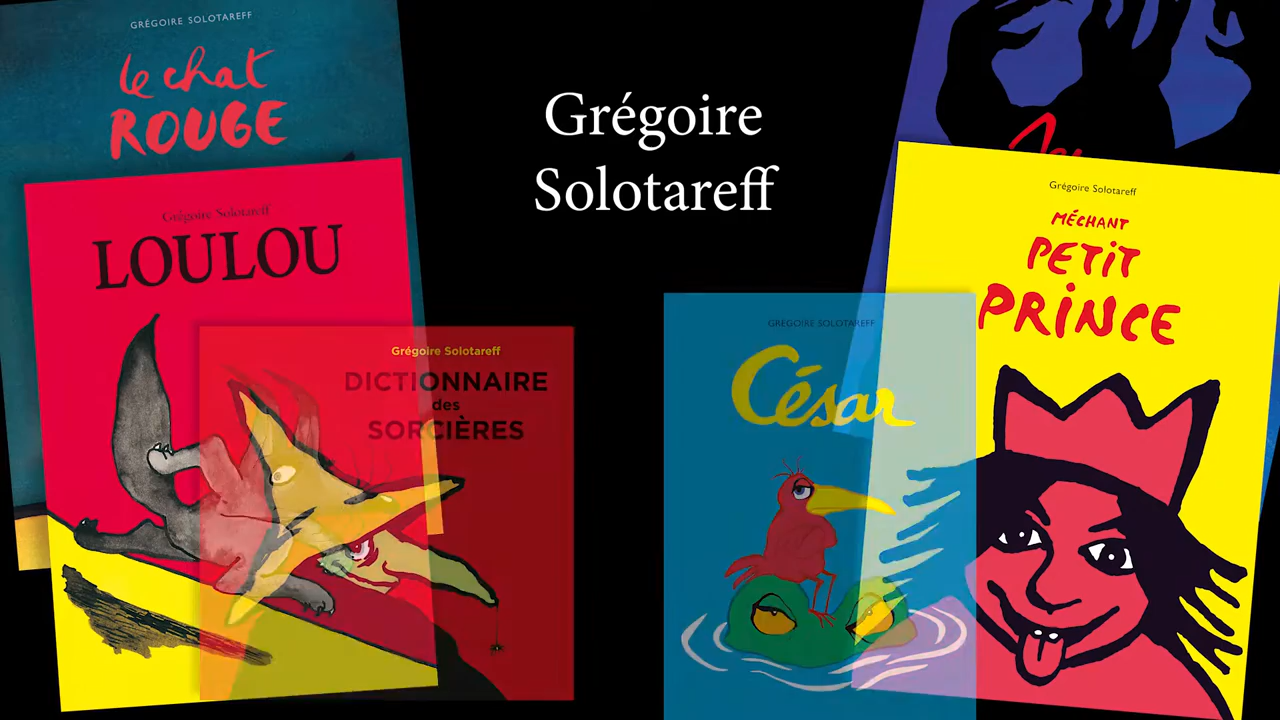 GRÉGOIRE SOLOTAREFF
le chat
ROUGE
Grégoire
Solotareff
Grégoire Solotareff
LOULOU
Grégoire Solotareff
DICTIONNAIRE
des
SORCIÈRES
GRÉGOIRE SOLOTAREFF
César
Grégoire Solotareff
MÉCHANT
PETiT
PRiNCE